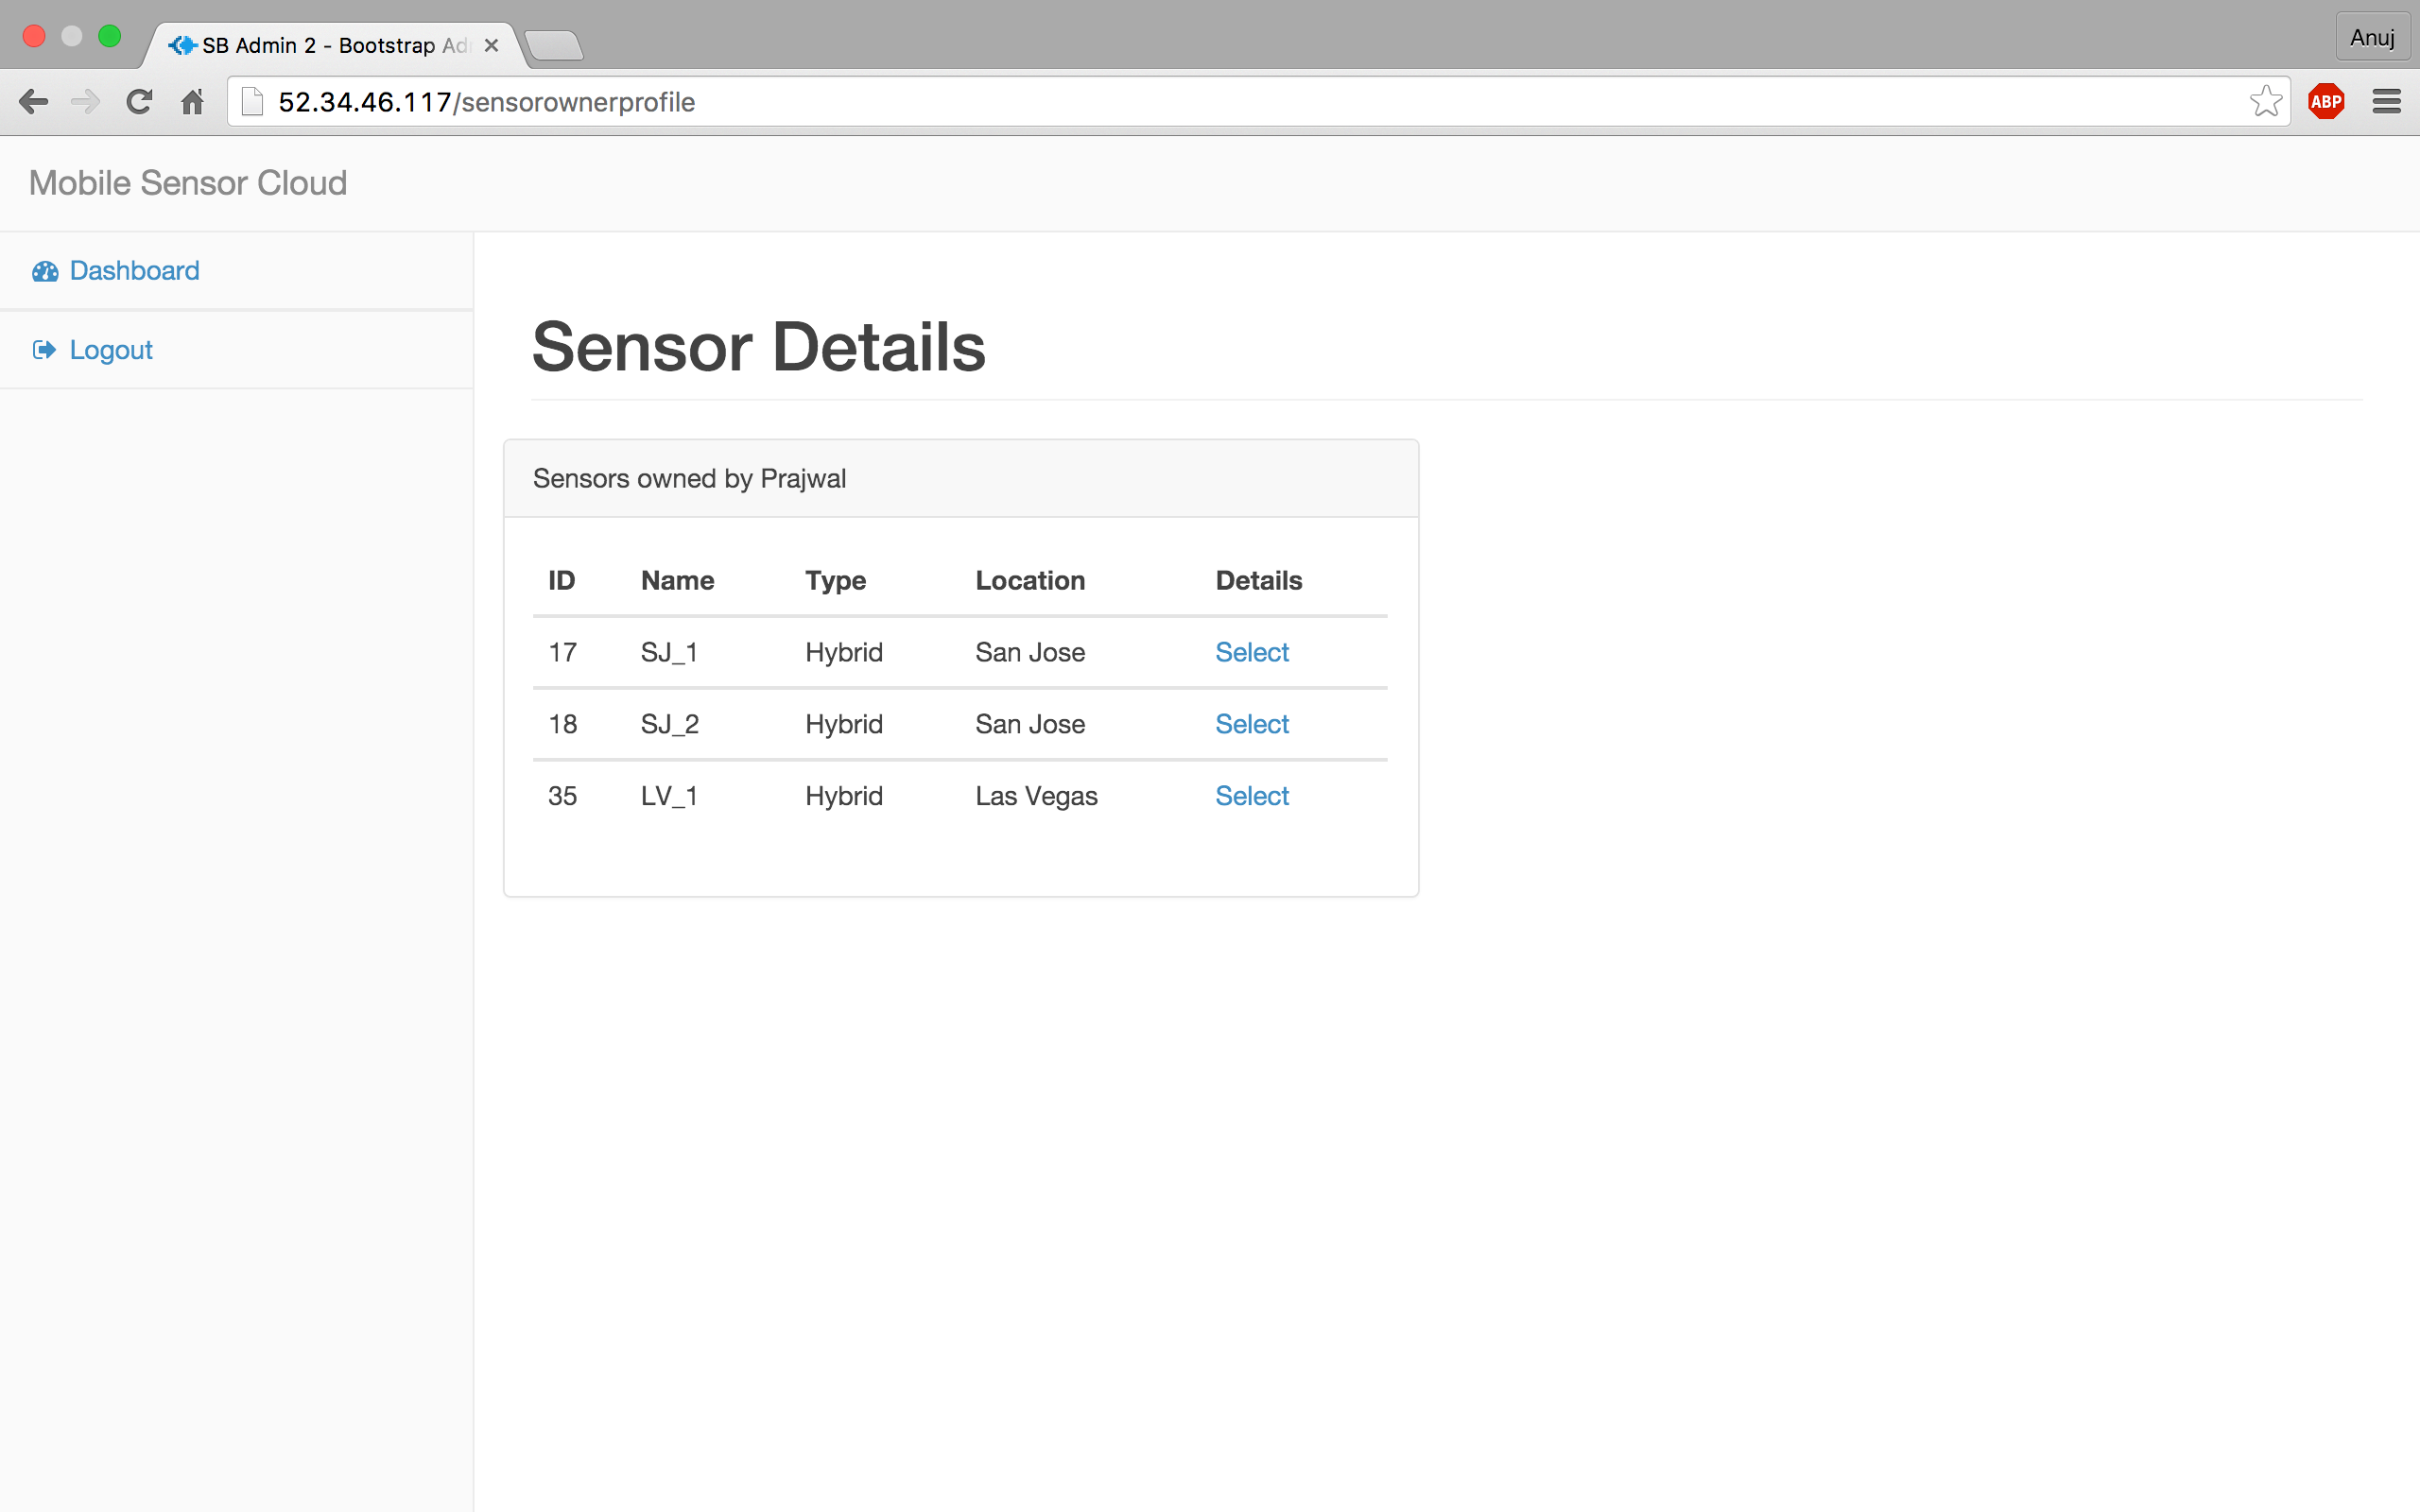 SB Admin 2 - Bootstrap Ad
Anuj
52.34.46.117/sensorownerprofile
ABP
Mobile Sensor Cloud
Dashboard
Logout
Sensor Details
Sensors owned by Prajwal
ID Name Type Location Details
17 SJ_1 Hybrid San Jose Select
18 SJ_2 Hybrid San Jose Select
35 LV_1 Hybrid Las Vegas Select